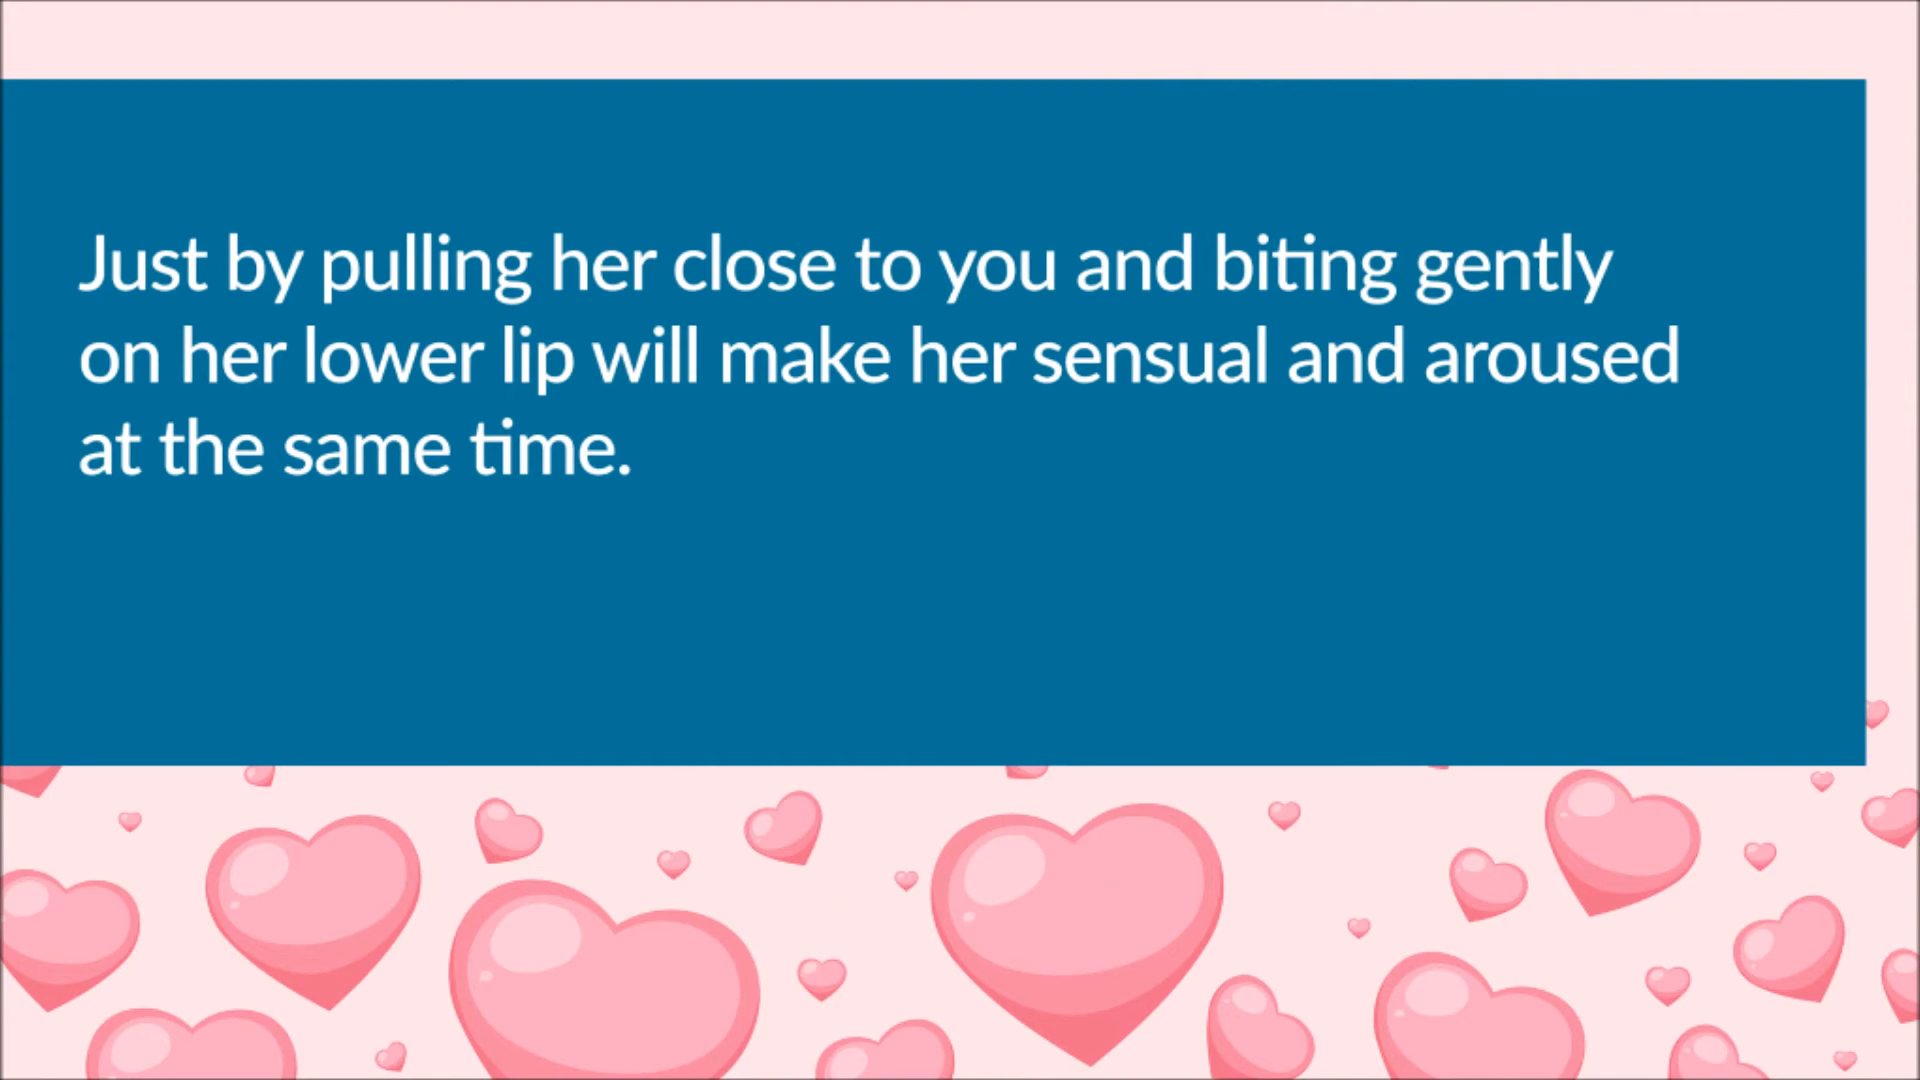 Just by pulling her close to you and biting gently
on her lower lip will make her sensual and aroused
at the same time.